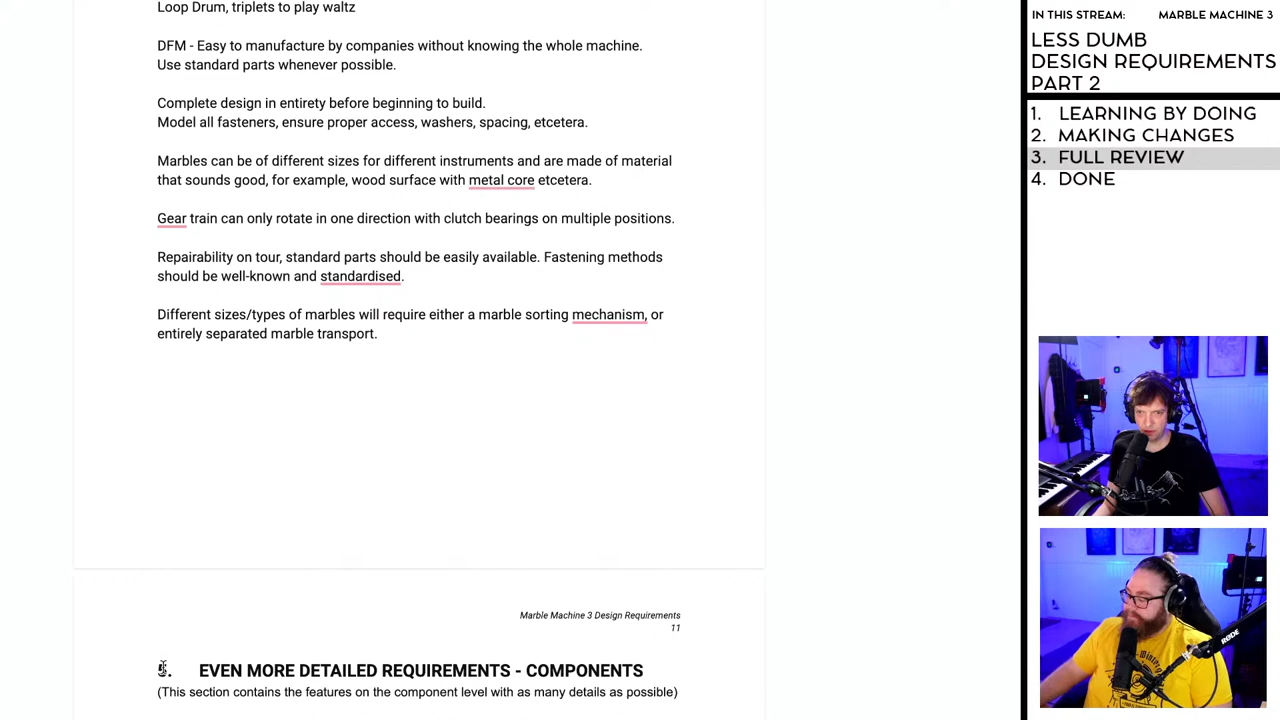 Loop Drum, triplets to play waltz
DFM - Easy to manufacture by companies without knowing the whole machine.
Use standard parts whenever possible.
Complete design in entirety before beginning to build.
Model all fasteners, ensure proper access, washers, spacing, etcetera.
Marbles can be of different sizes for different instruments and are made of material
that sounds good, for example, wood surface with metal core etcetera.
Gear train can only rotate in one direction with clutch bearings on multiple positions.
Repairability on tour, standard parts should be easily available. Fastening methods
should be well-known and standardised.
Different sizes/types of marbles will require either a marble sorting mechanism, or
entirely separated marble transport.
Marble Machine 3 Design Requirements
11
EVEN MORE DETAILED REQUIREMENTS - COMPONENTS
(This section contains the features on the component level with as many details as possible)
IN THIS STREAM: MARBLE MACHINE 3
LESS DUMB
DESIGN REQUIREMENTS
PART 2
1. LEARNING BY DOING
2. MAKING CHANGES
3. FULL REVIEW
4. DONE
RØDE